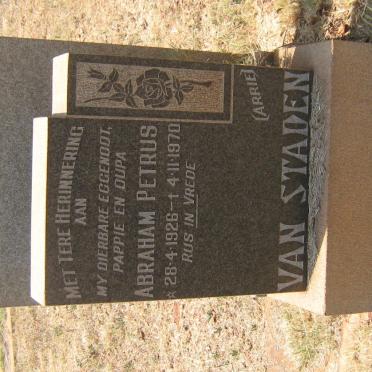 MET TERE HERINNERING
AAN
MY DIERBARE EGGENOOT,
PAPPIE EN OUPA
ABRAHAM PETRUS
☆ 28·4·1926 – † 4·11·1970
RUS IN VREDE
(ARRIE)
VAN STADEN